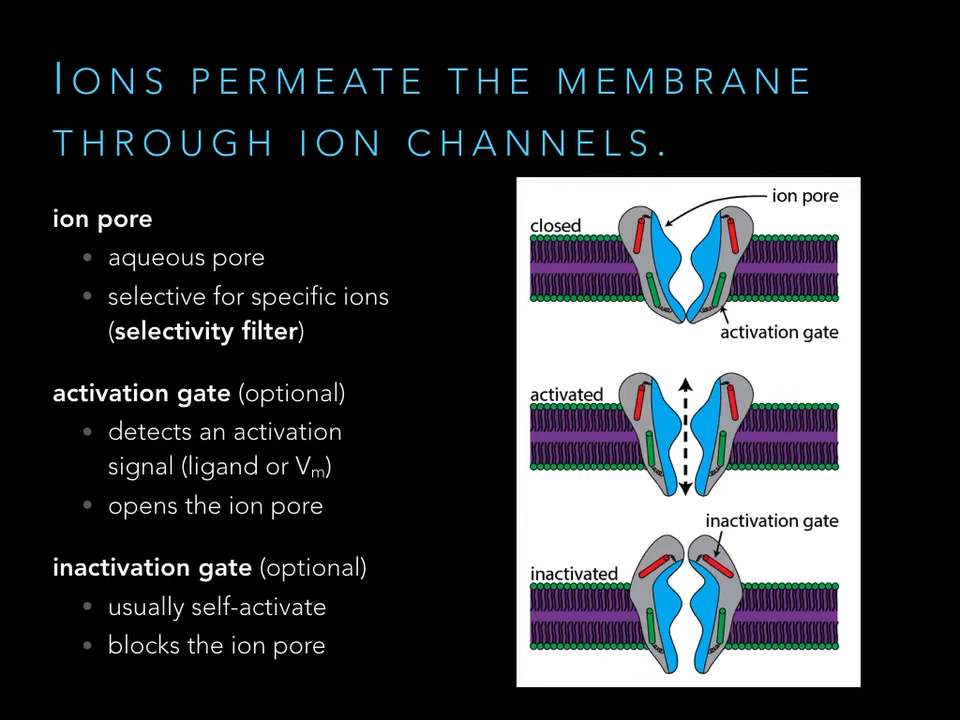 Ions permeate the membrane
through ion channels.
ion pore
• aqueous pore
• selective for specific ions
(selectivity filter)
activation gate (optional)
• detects an activation
signal (ligand or Vm)
• opens the ion pore
inactivation gate (optional)
• usually self-activate
• blocks the ion pore
ion pore
closed
activation gate
activated
inactivation gate
inactivated